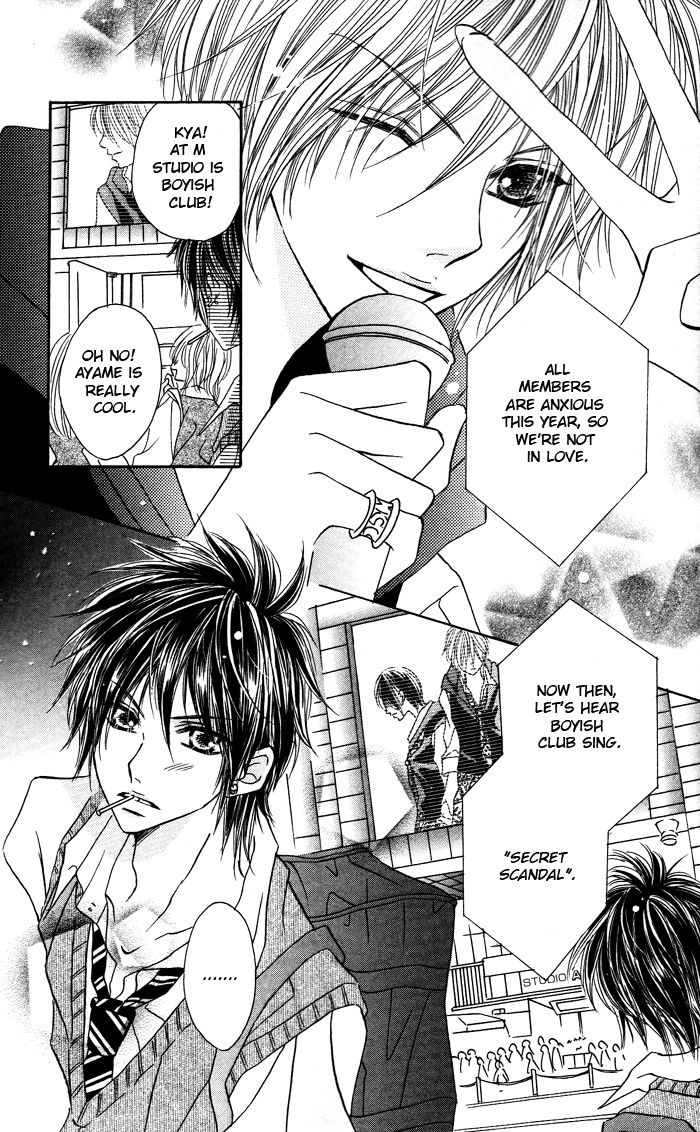 ALL
MEMBERS
ARE ANXIOUS
THIS YEAR, SO
WE'RE NOT
IN LOVE.
KYA!
AT M
STUDIO IS
BOYISH
CLUB!
OH NO!
AYAME IS
REALLY
COOL.
NOW THEN,
LET'S HEAR
BOYISH
CLUB SING.
"SECRET
SCANDAL".
STUDIO A
........